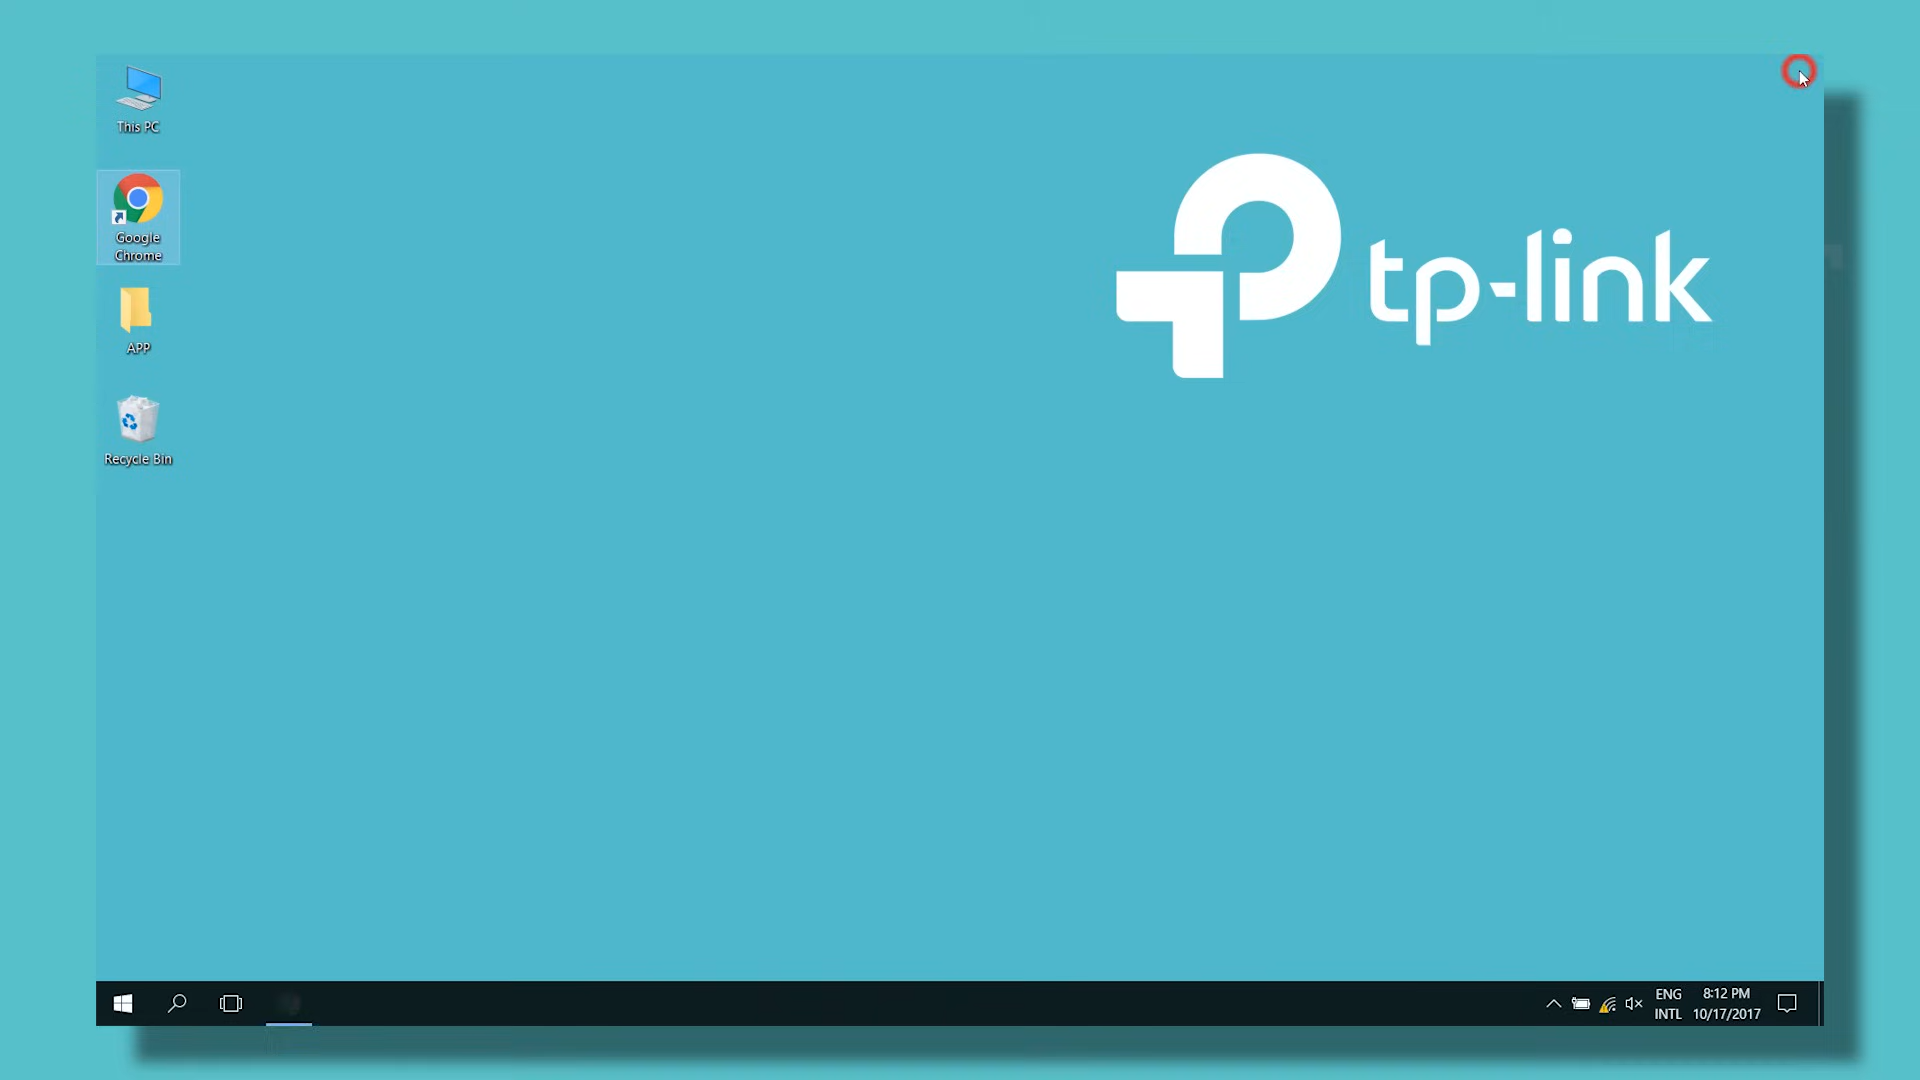 This PC
Google
Chrome
APP
Recycle Bin
tp-link
ENG
INTL
8:12 PM
10/17/2017